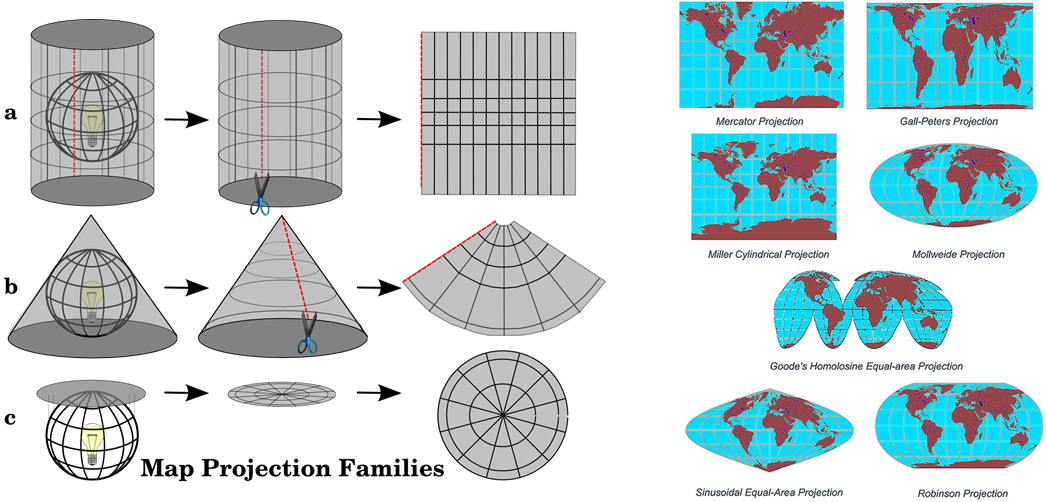 a
b
c
Map Projection Families
Mercator Projection
Gall-Peters Projection
Miller Cylindrical Projection
Mollweide Projection
Goode's Homolosine Equal-area Projection
Sinusoidal Equal-Area Projection
Robinson Projection